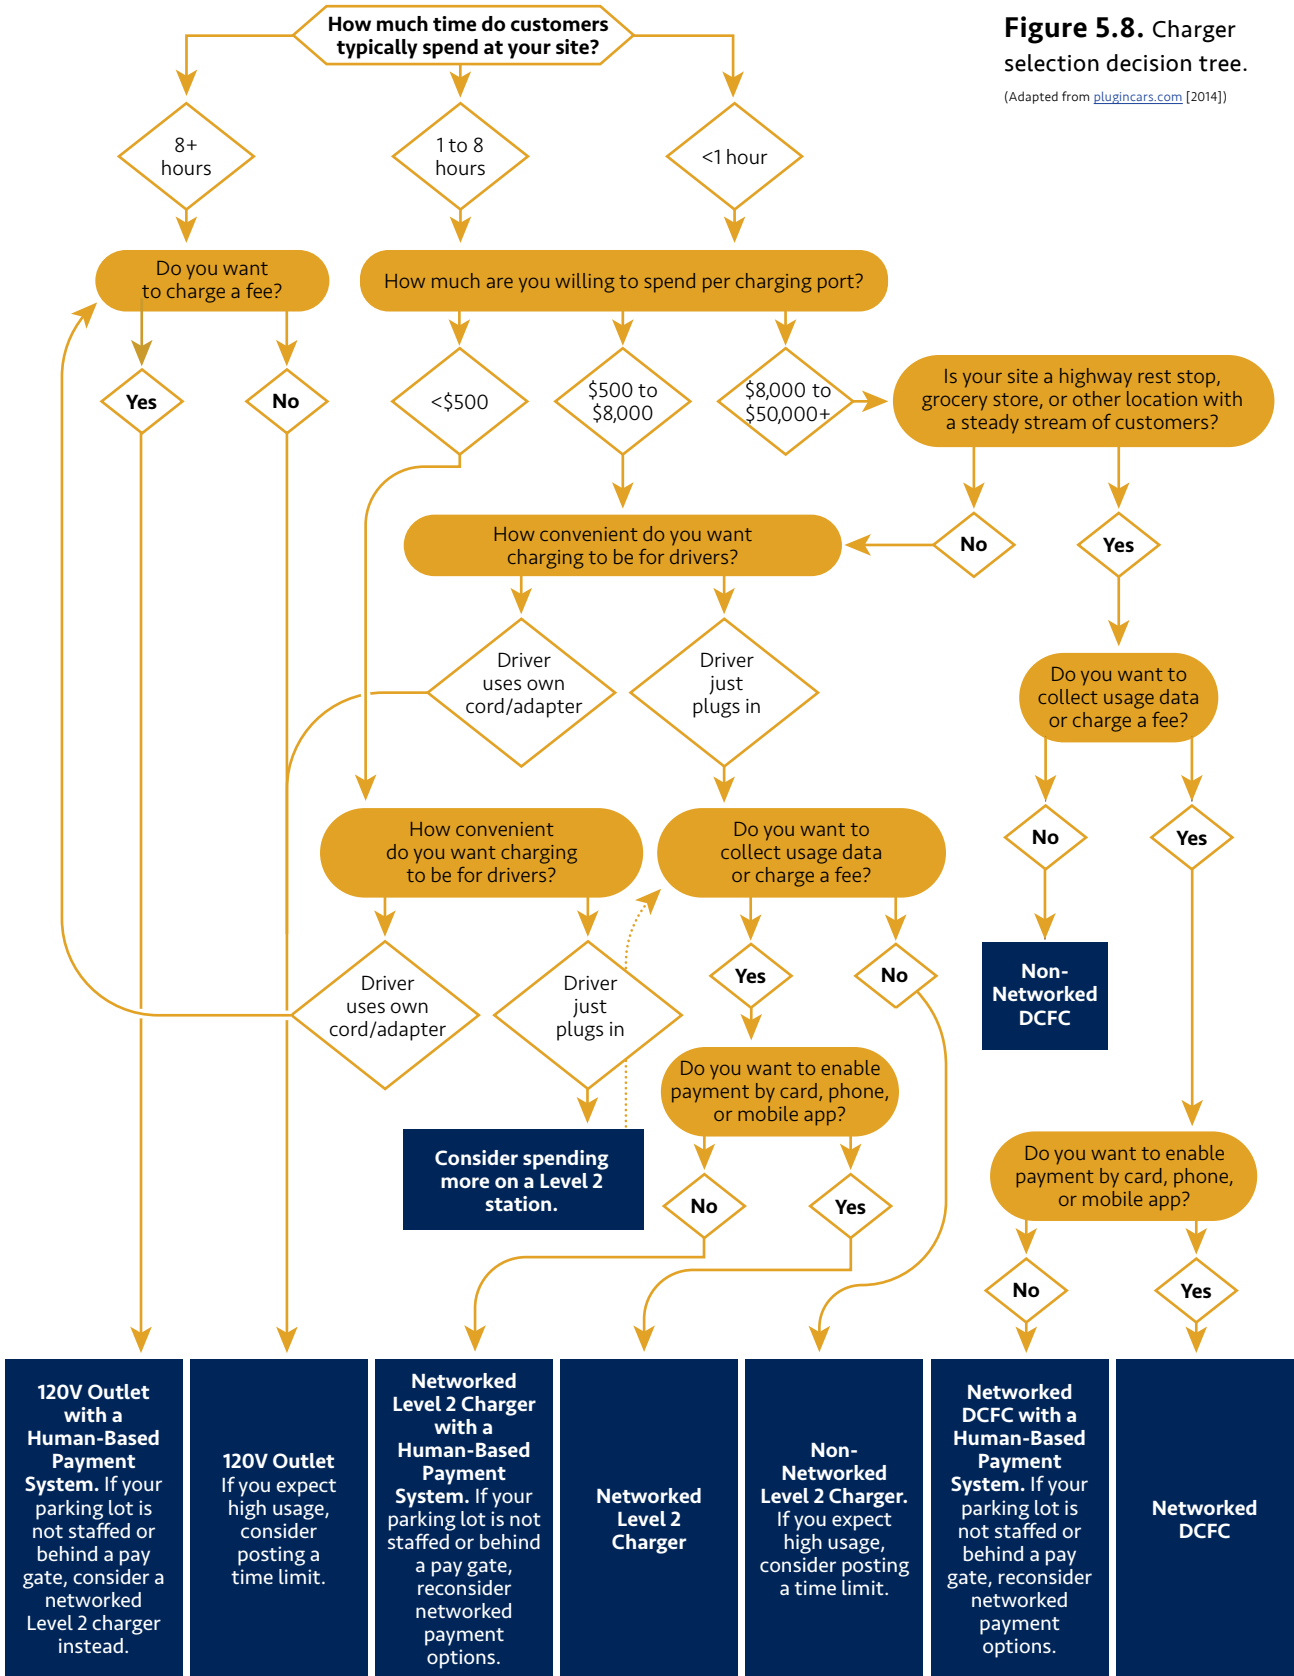 How much time do customers
typically spend at your site?
Figure 5.8. Charger
selection decision tree.
(Adapted from plugincars.com [2014])
8+
hours
1 to 8
hours
<1 hour
Do you want
to charge a fee?
How much are you willing to spend per charging port?
Yes
No
<$500
$500 to
$8,000
$8,000 to
$50,000+
Is your site a highway rest stop,
grocery store, or other location with
a steady stream of customers?
How convenient do you want
charging to be for drivers?
No
Yes
Driver
uses own
cord/adapter
Driver
just
plugs in
Do you want to
collect usage data
or charge a fee?
No
Yes
How convenient
do you want charging
to be for drivers?
Do you want to
collect usage data
or charge a fee?
Driver
uses own
cord/adapter
Driver
just
plugs in
Yes
No
Non-
Networked
DCFC
Do you want to enable
payment by card, phone,
or mobile app?
Consider spending
more on a Level 2
station.
No
Yes
Do you want to enable
payment by card, phone,
or mobile app?
No
Yes
120V Outlet
with a
Human-Based
Payment
System. If your
parking lot is
not staffed or
behind a pay
gate, consider a
networked
Level 2 charger
instead.
120V Outlet
If you expect
high usage,
consider
posting a
time limit.
Networked
Level 2 Charger
with a
Human-Based
Payment
System. If your
parking lot is not
staffed or behind
a pay gate,
reconsider
networked
payment
options.
Networked
Level 2
Charger
Non-
Networked
Level 2 Charger.
If you expect
high usage,
consider posting
a time limit.
Networked
DCFC with a
Human-Based
Payment
System. If your
parking lot is
not staffed or
behind a pay
gate, reconsider
networked
payment
options.
Networked
DCFC